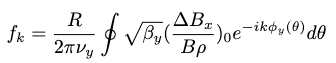 f_k = \frac{R}{2\pi\nu_y} \oint \sqrt{\beta_y} (\frac{\Delta B_x}{B\rho})_0 e^{-ik\phi_y(\theta)} d\theta